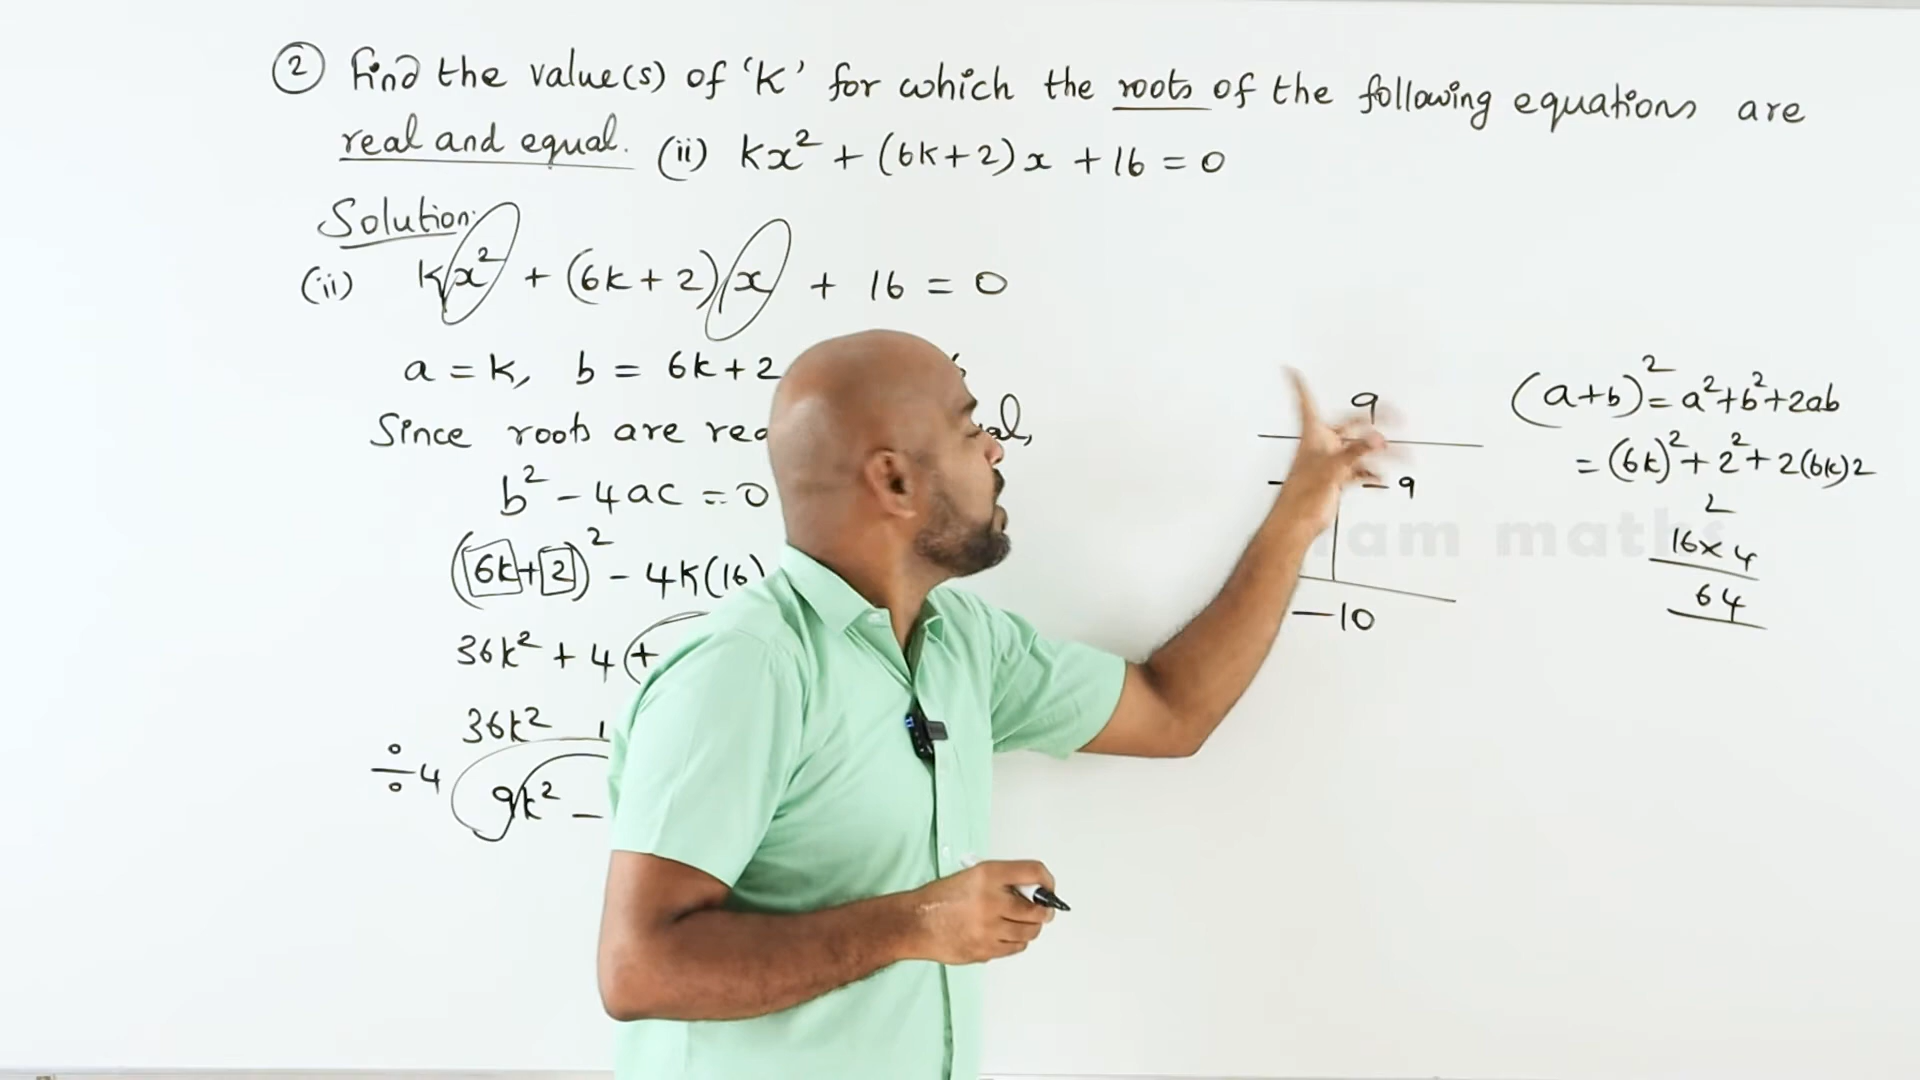 ② Find the value(s) of 'K' for which the roots of the following equations are
real and equal. (ii) Kx² + (6K+2)x + 16 = 0
Solution:
(ii) Kx² + (6k+2)x + 16 = 0
a = K, b = 6k+2
Since roots are
b² - 4ac = 0
(6k+2)² - 4K(16)
36k² + 4 +
36k²
÷4 9k² -
9
- 9
-10
(a+b)² = a²+b²+2ab
= (6k)² + 2² + 2(6k)2
2
16×4
64
am maths